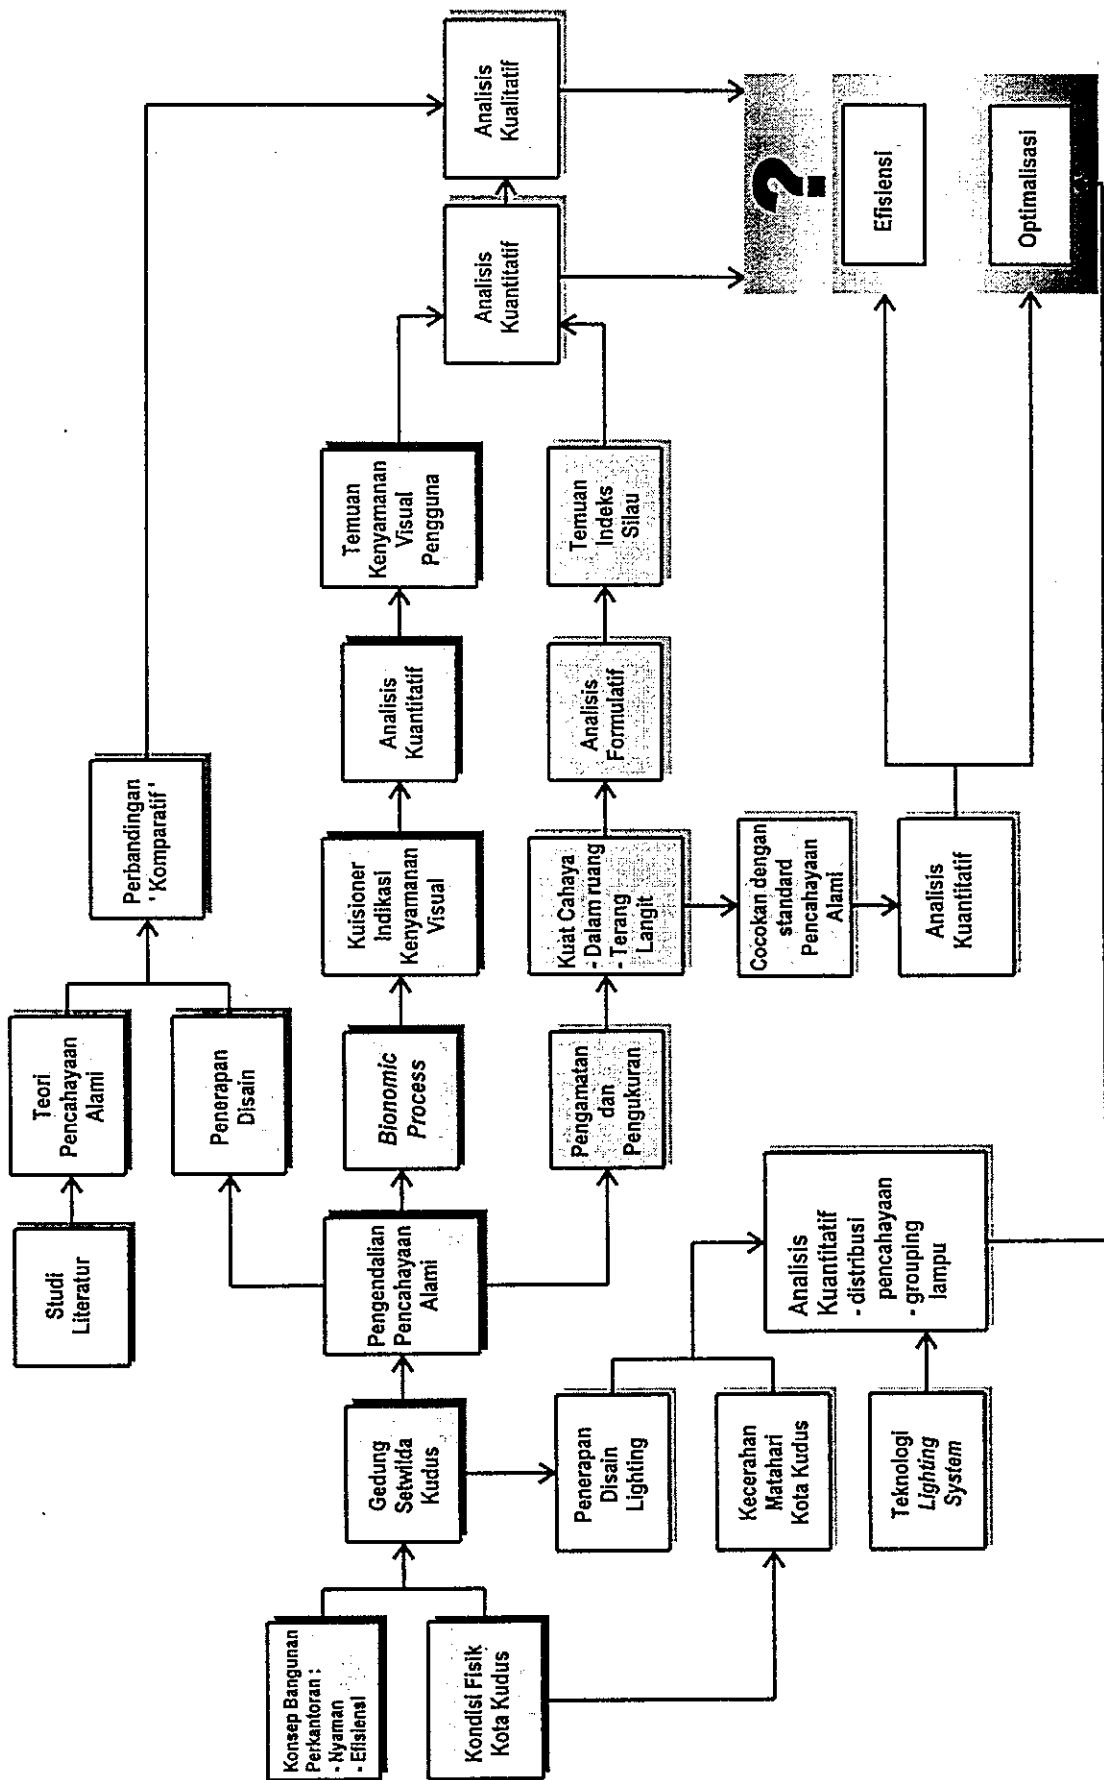 Studi
Literatur
Teori
Pencahayaan
Alami
Penerapan
Disain
Perbandingan
' Komparatif '
Konsep Bangunan
Perkantoran :
- Nyaman
- Efisiensi
Kondisi Fisik
Kota Kudus
Gedung
Setwilda
Kudus
Pengendalian
Pencahayaan
Alami
Bionomic
Process
Kuisioner
Indikasi
Kenyamanan
Visual
Analisis
Kuantitatif
Temuan
Kenyamanan
Visual
Pengguna
Analisis
Kuantitatif
Analisis
Kualitatif
Pengamatan
dan
Pengukuran
Kuat Cahaya
- Dalam ruang
- Terang
Langit
Analisis
Formulatif
Temuan
Indeks
Silau
Penerapan
Disain
Lighting
Kecerahan
Matahari
Kota Kudus
Teknologi
Lighting
System
Analisis
Kuantitatif
- distribusi
pencahayaan
- grouping
lampu
Cocokan dengan
standard
Pencahayaan
Alami
Analisis
Kuantitatif
?
Efisiensi
Optimalisasi